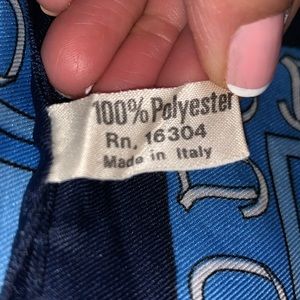 100% Polyester
Rn. 16304
Made in Italy